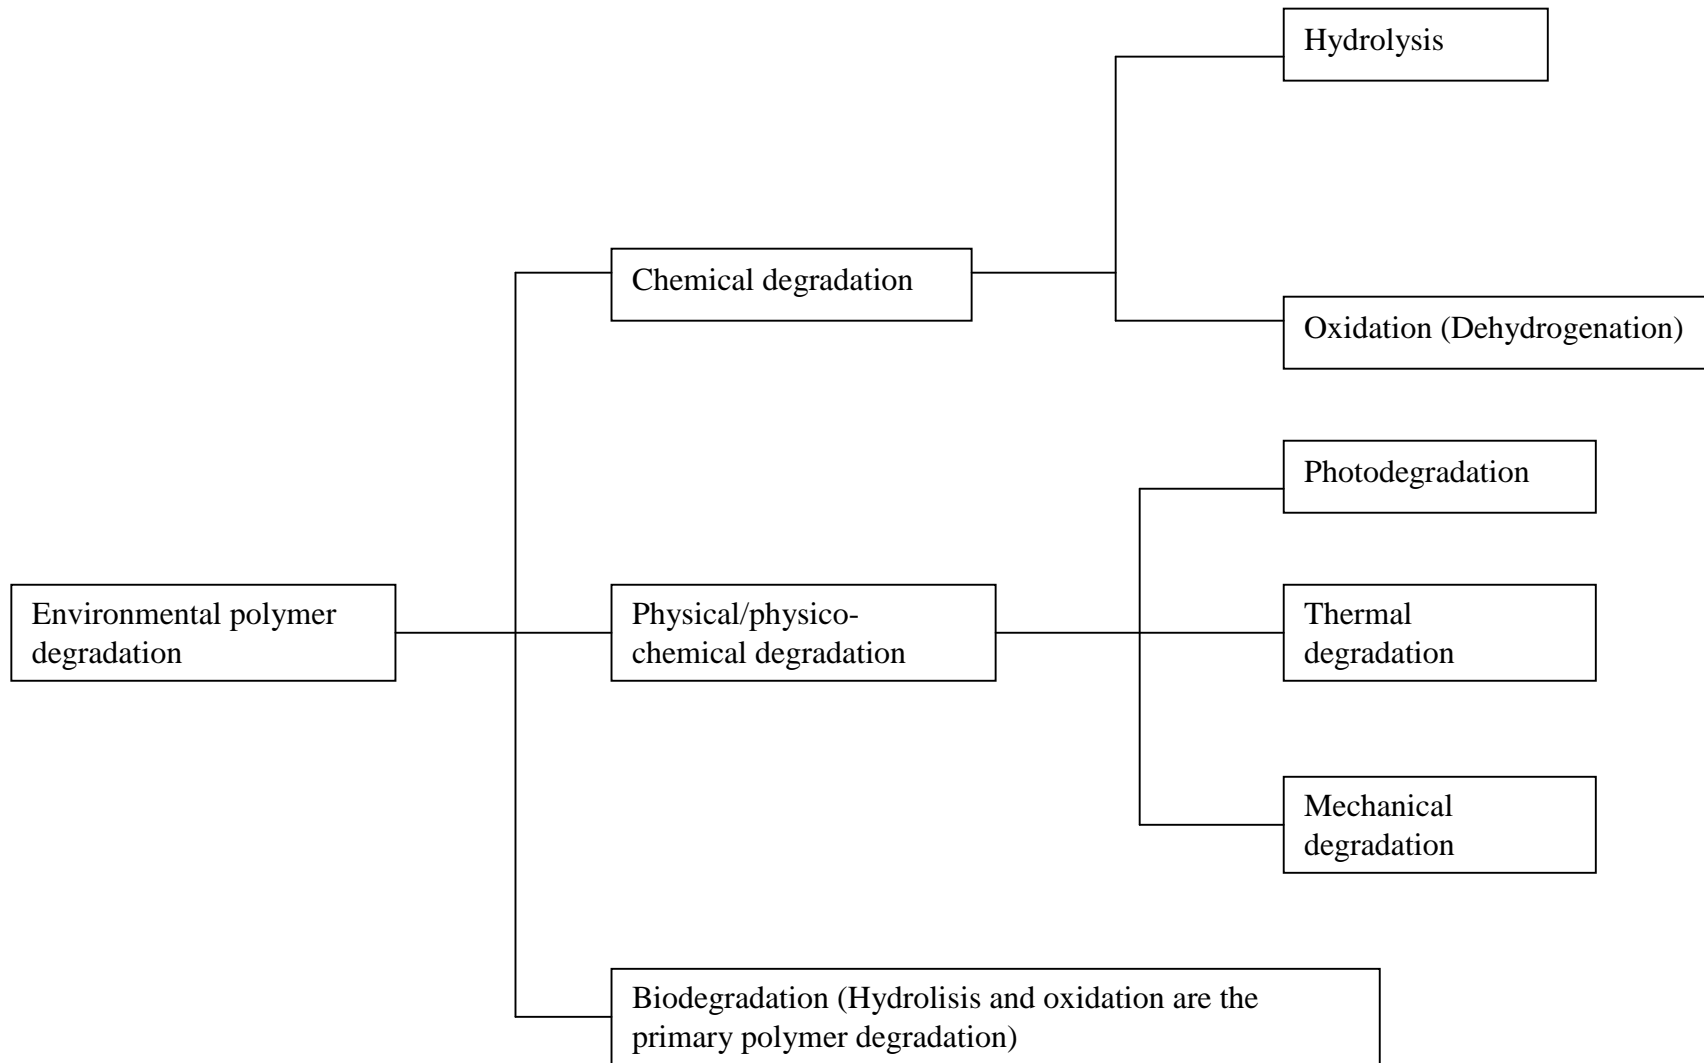 Hydrolysis
Chemical degradation
Oxidation (Dehydrogenation)
Photodegradation
Environmental polymer
degradation
Physical/physico-
chemical degradation
Thermal
degradation
Mechanical
degradation
Biodegradation (Hydrolisis and oxidation are the
primary polymer degradation)